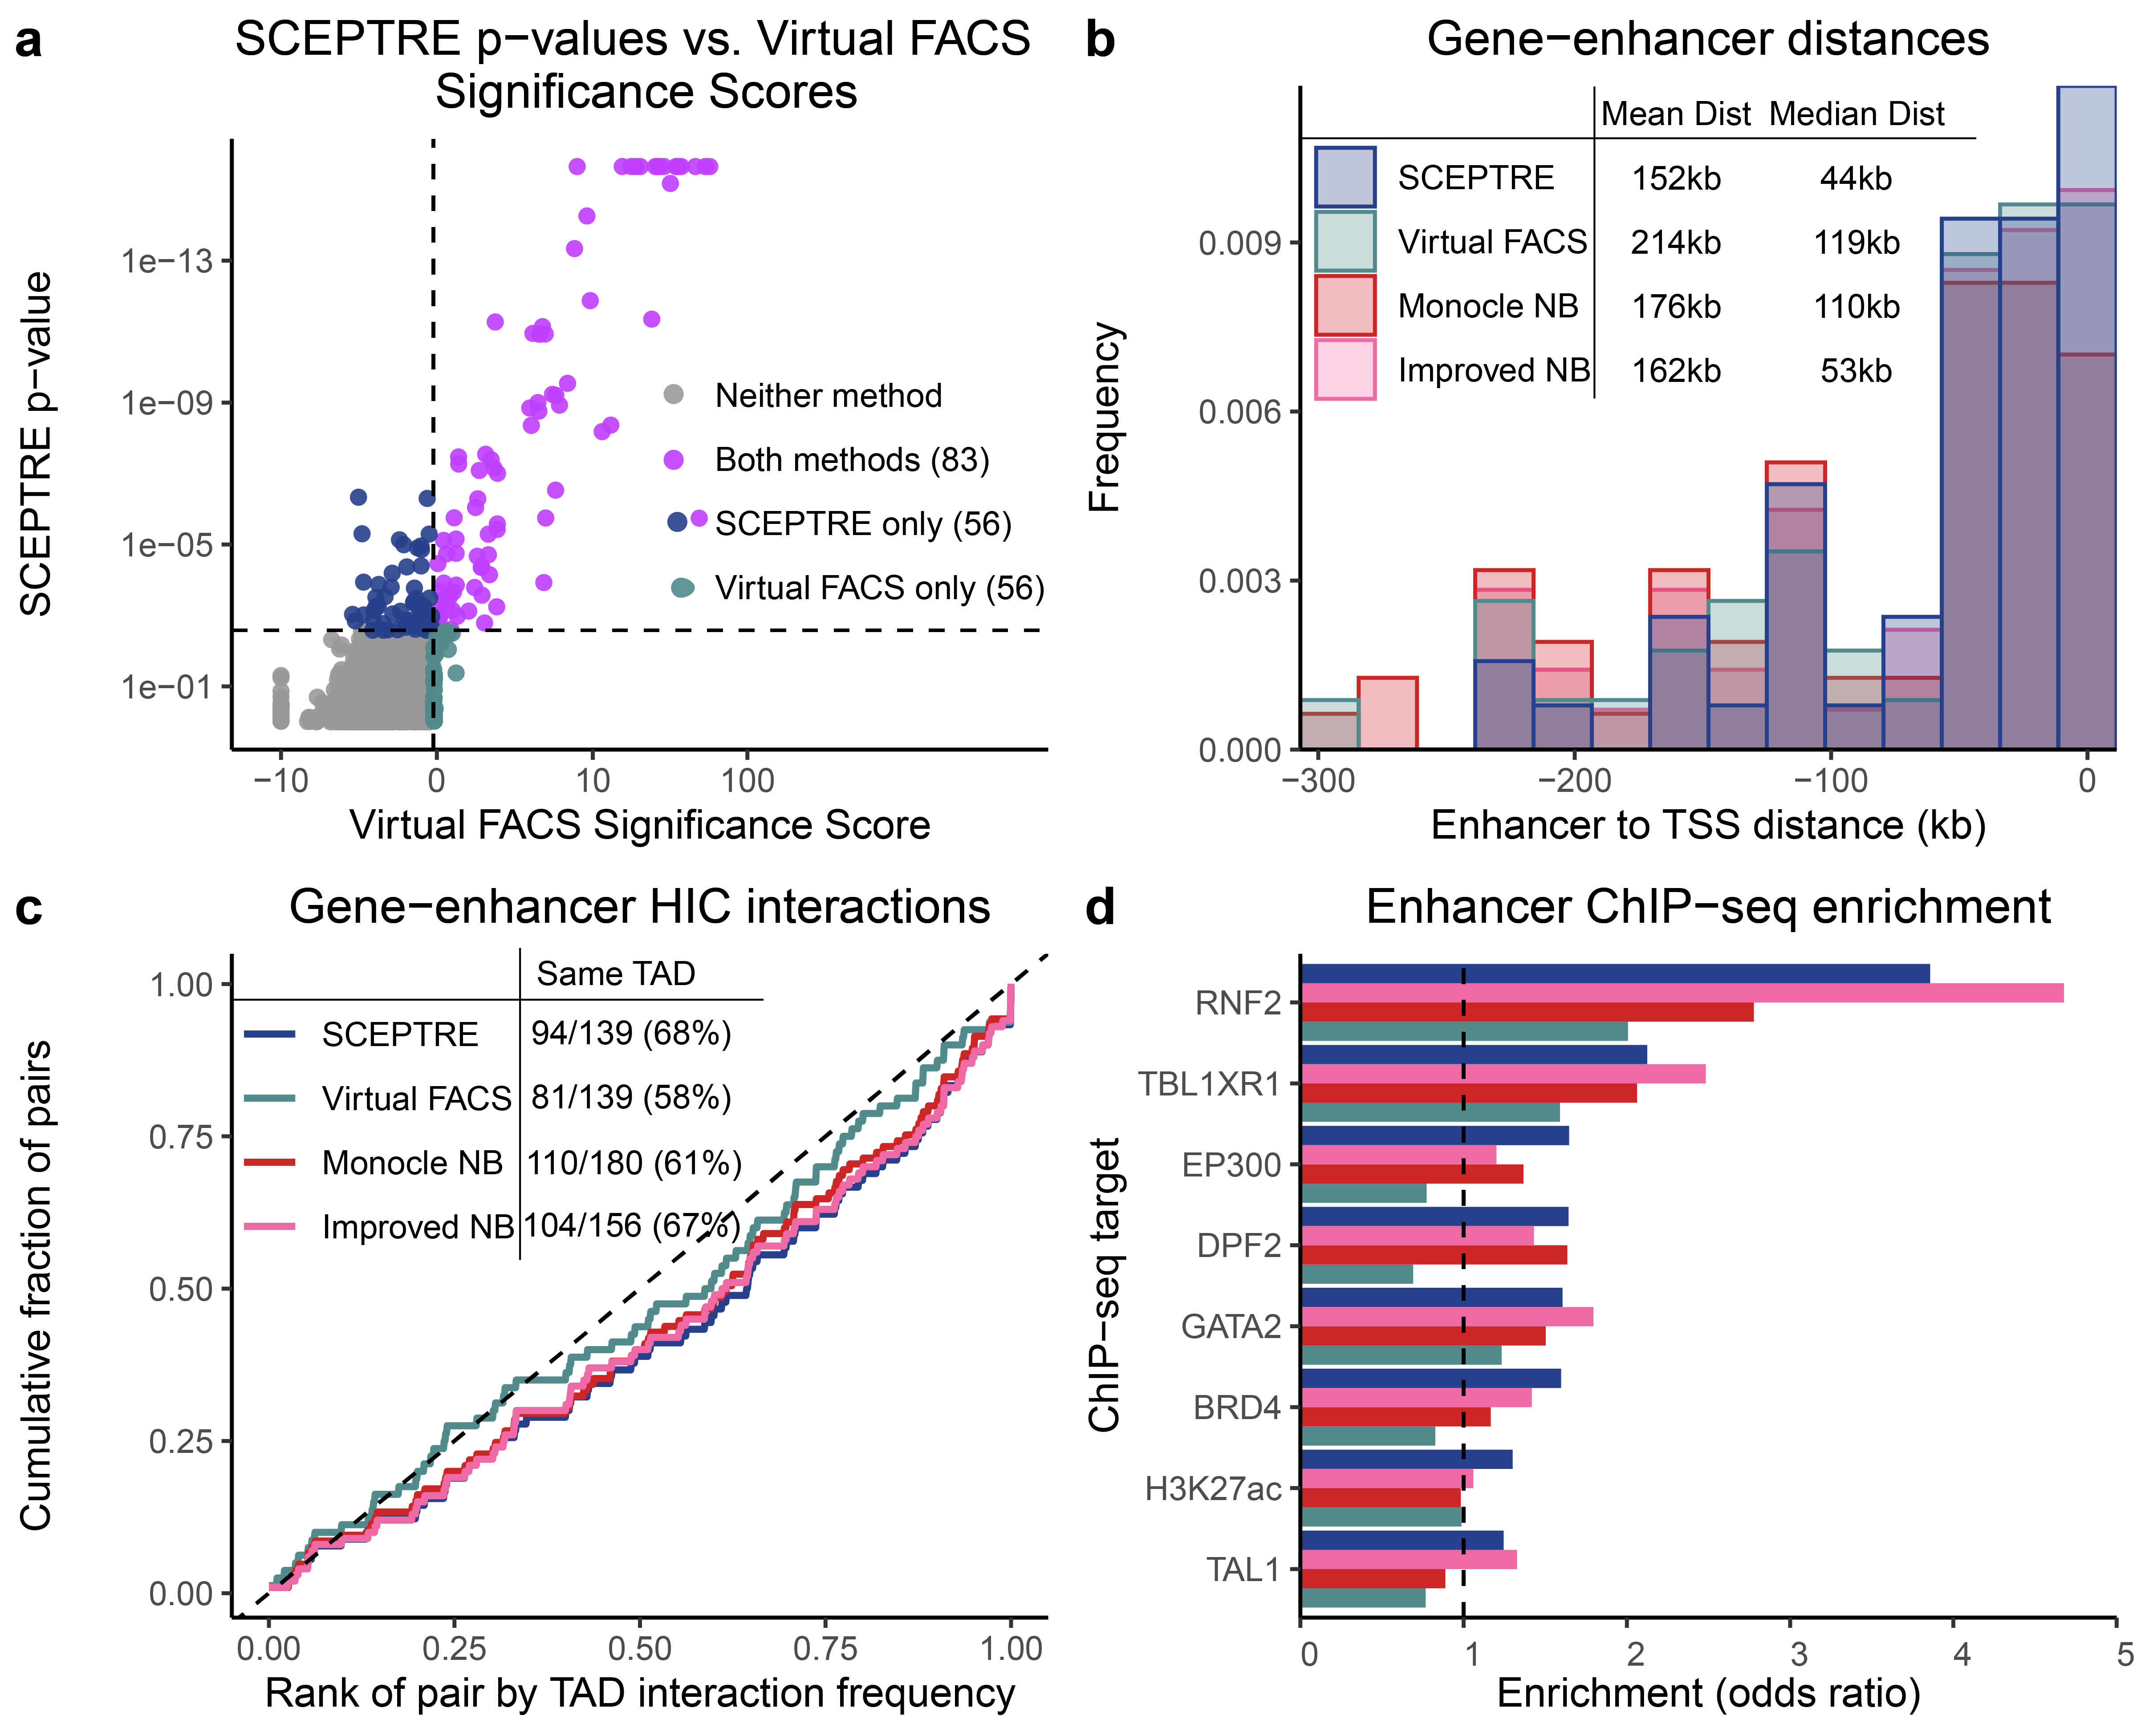 a
SCEPTRE p−values vs. Virtual FACS
Significance Scores
SCEPTRE p−value
1e−13
1e−09
1e−05
1e−01
Neither method
Both methods (83)
SCEPTRE only (56)
Virtual FACS only (56)
−10 0 10 100
Virtual FACS Significance Score
b
Gene−enhancer distances
Frequency
0.009
0.006
0.003
0.000
Mean Dist Median Dist
SCEPTRE 152kb 44kb
Virtual FACS 214kb 119kb
Monocle NB 176kb 110kb
Improved NB 162kb 53kb
−300 −200 −100 0
Enhancer to TSS distance (kb)
c
Gene−enhancer HIC interactions
Cumulative fraction of pairs
1.00
0.75
0.50
0.25
0.00
Same TAD
SCEPTRE 94/139 (68%)
Virtual FACS 81/139 (58%)
Monocle NB 110/180 (61%)
Improved NB 104/156 (67%)
0.00 0.25 0.50 0.75 1.00
Rank of pair by TAD interaction frequency
d
Enhancer ChIP−seq enrichment
ChIP−seq target
RNF2
TBL1XR1
EP300
DPF2
GATA2
BRD4
H3K27ac
TAL1
0 1 2 3 4 5
Enrichment (odds ratio)